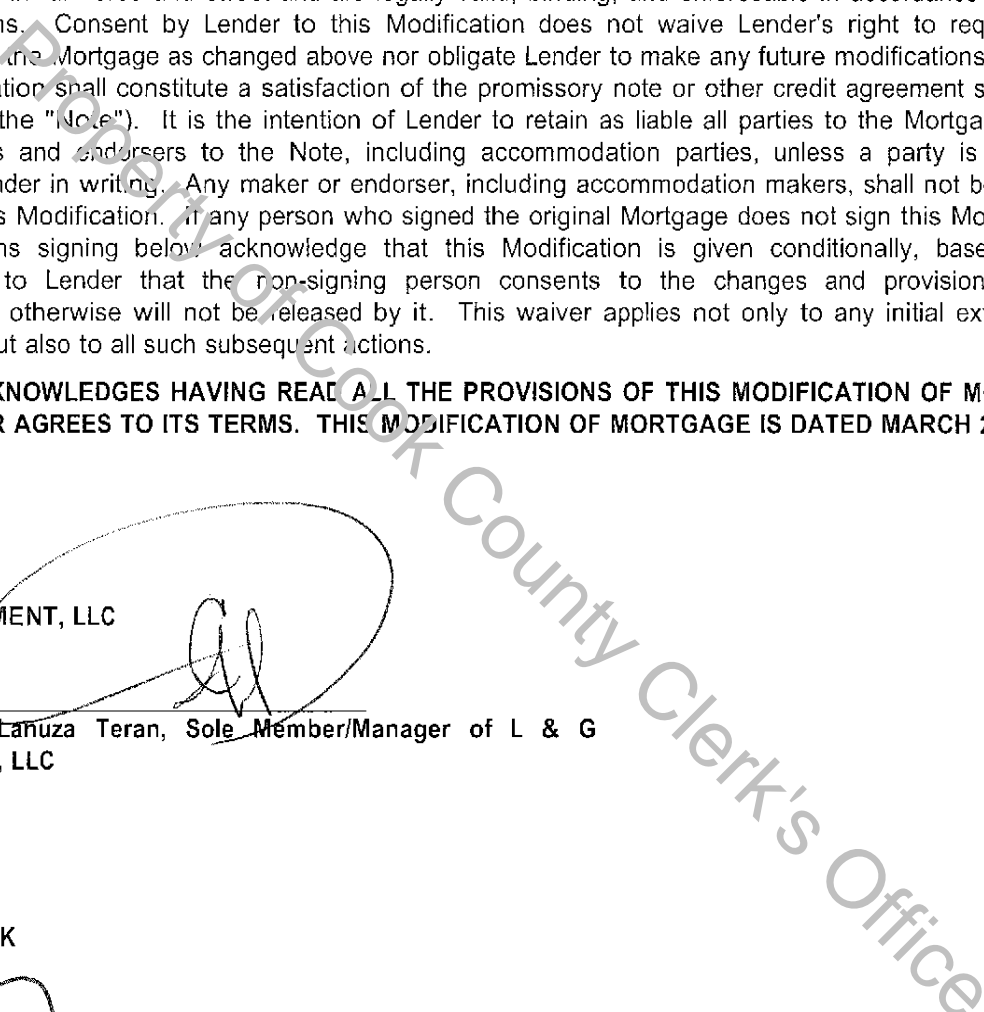 ns. Consent by Lender to this Modification does not waive Lender's right to req
the Mortgage as changed above nor obligate Lender to make any future modifications
ation shall constitute a satisfaction of the promissory note or other credit agreement s
the "Note"). It is the intention of Lender to retain as liable all parties to the Mortga
s and endorsers to the Note, including accommodation parties, unless a party is
nder in writing. Any maker or endorser, including accommodation makers, shall not b
s Modification. If any person who signed the original Mortgage does not sign this Mo
ns signing below acknowledge that this Modification is given conditionally, base
to Lender that the non-signing person consents to the changes and provision
otherwise will not be released by it. This waiver applies not only to any initial ex
ut also to all such subsequent actions.
KNOWLEDGES HAVING READ ALL THE PROVISIONS OF THIS MODIFICATION OF M
R AGREES TO ITS TERMS. THIS MODIFICATION OF MORTGAGE IS DATED MARCH 2
MENT, LLC
Lanuza Teran, Sole Member/Manager of L & G
, LLC
K
Property of Cook County Clerk's Office